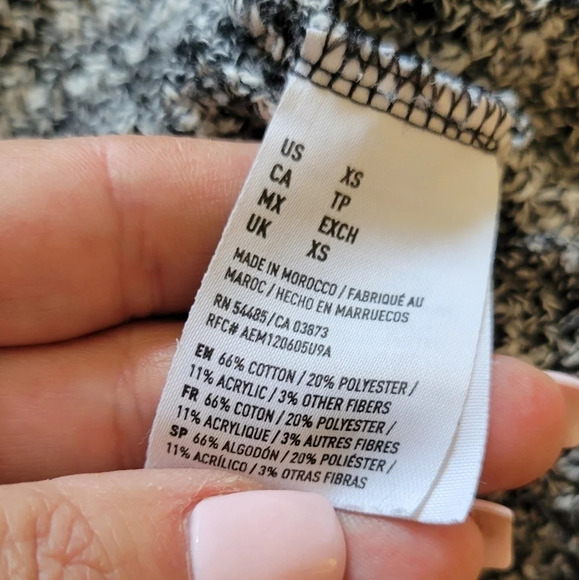 US XS
CA TP
MX EXCH
UK XS
MADE IN MOROCCO / FABRIQUÉ AU
MAROC / HECHO EN MARRUECOS
RN 54485 / CA 03873
RFC# AEM120605U9A
EN 66% COTTON / 20% POLYESTER /
11% ACRYLIC / 3% OTHER FIBERS
FR 66% COTON / 20% POLYESTER /
11% ACRYLIQUE / 3% AUTRES FIBRES
SP 66% ALGODÓN / 20% POLIÉSTER /
11% ACRÍLICO / 3% OTRAS FIBRAS